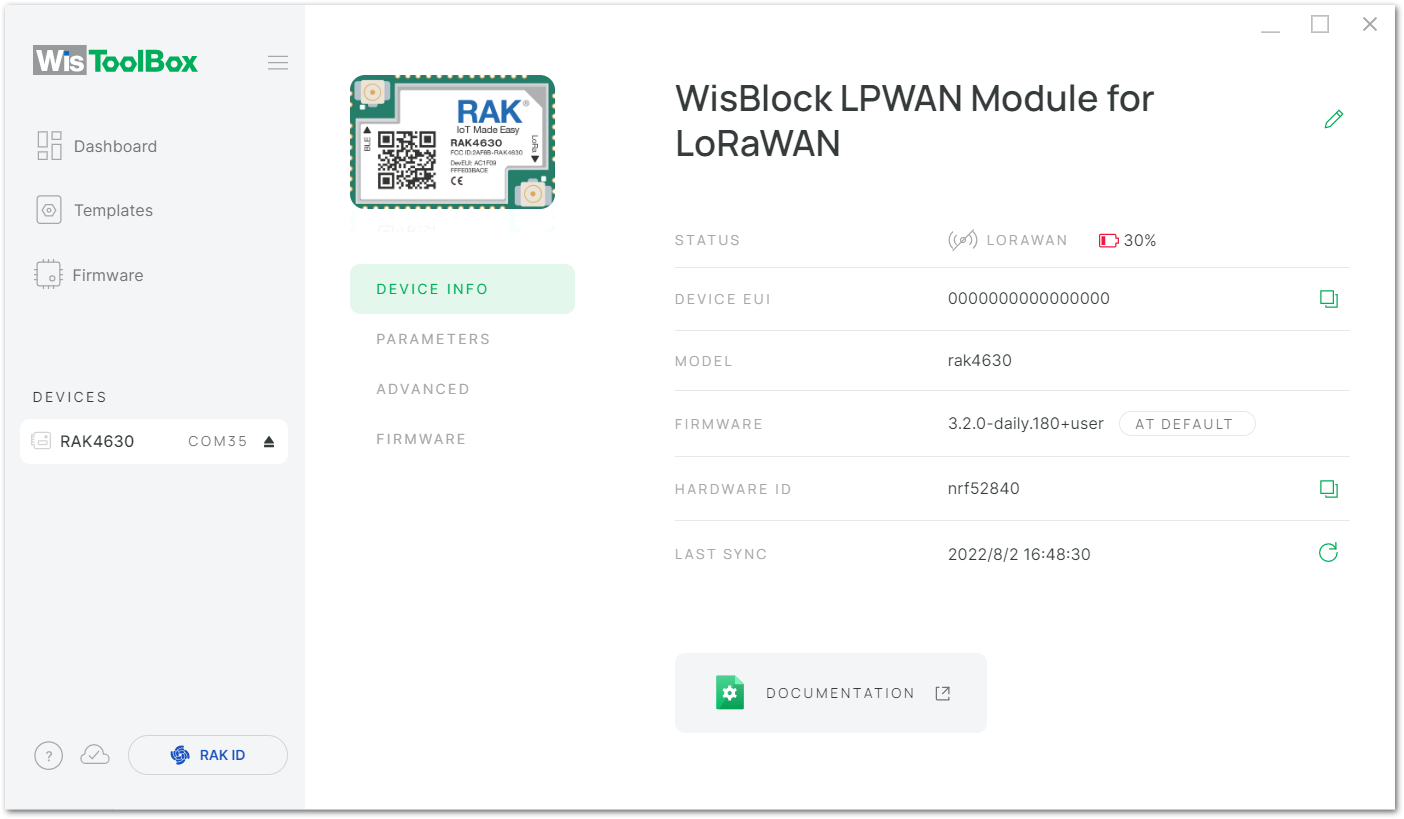 WisToolBox
Dashboard
Templates
Firmware
DEVICES
RAK4630 COM35
?
RAK ID
RAK®
IoT Made Easy
RAK4630
FCC ID:2AF6B-RAK4630
DevEUI: AC1F09
FFFE03BACE
CE
BLE
LoRa
DEVICE INFO
PARAMETERS
ADVANCED
FIRMWARE
WisBlock LPWAN Module for
LoRaWAN
STATUS LORAWAN 30%
DEVICE EUI 0000000000000000
MODEL rak4630
FIRMWARE 3.2.0-daily.180+user AT DEFAULT
HARDWARE ID nrf52840
LAST SYNC 2022/8/2 16:48:30
DOCUMENTATION